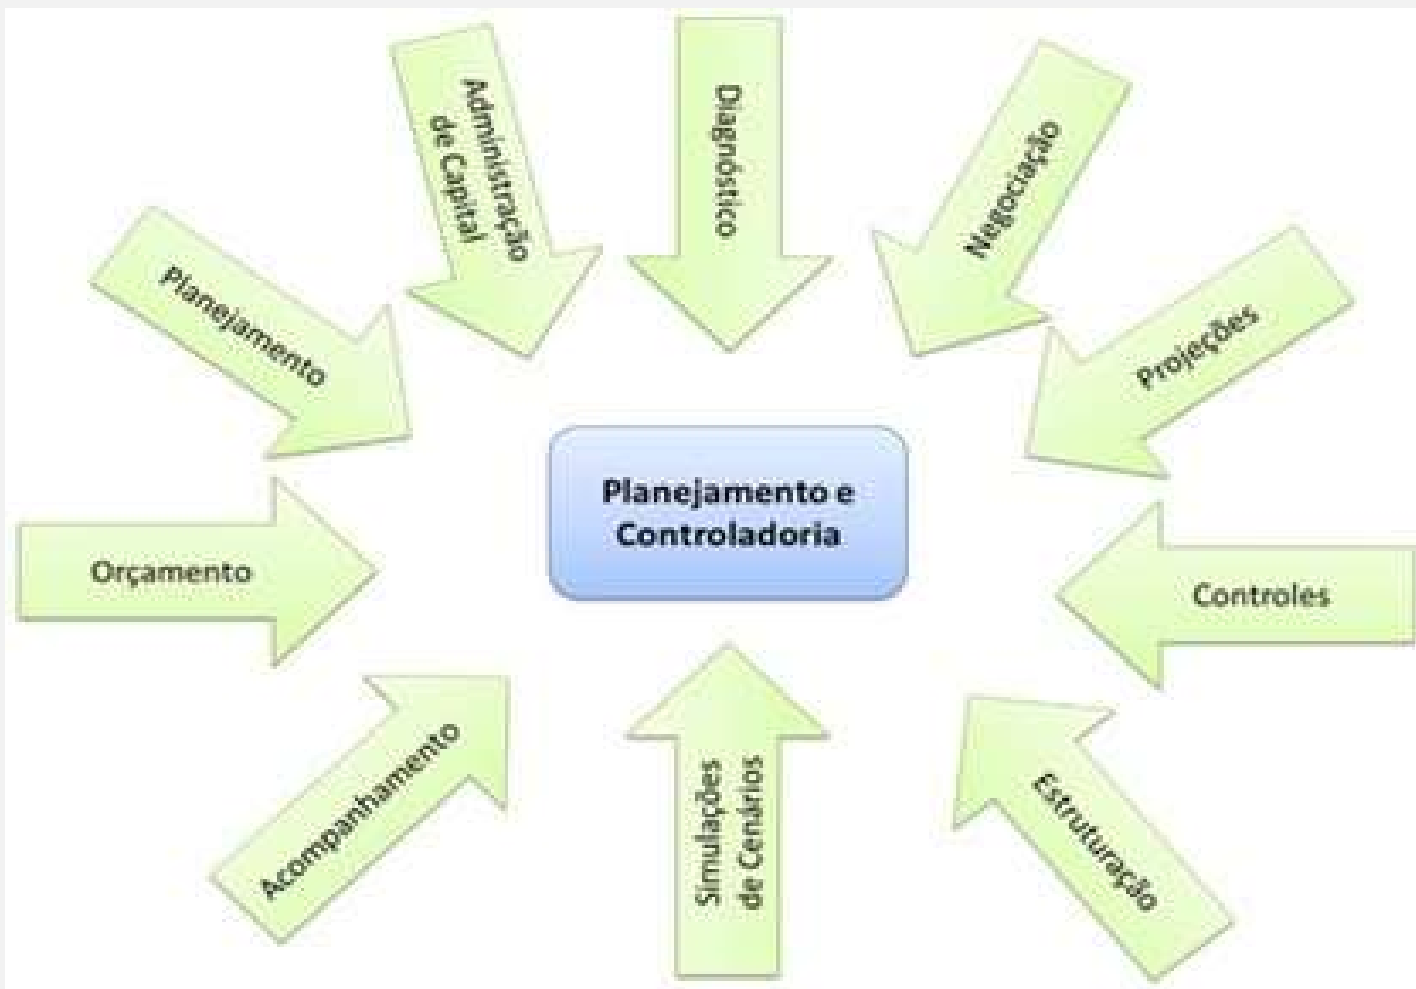 Administração
de Capital
Diagnóstico
Negociação
Planejamento
Projeções
Planejamento e
Controladoria
Orçamento
Controles
Acompanhamento
Simulações
de Cenários
Estruturação